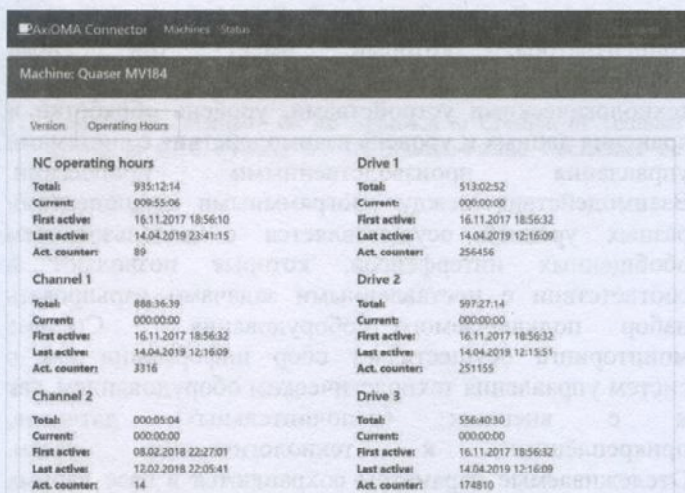 AxiOMA Connector Machines Status
Machine: Quaser MV184
Version Operating Hours
NC operating hours
Total: 935:12:14
Current: 009:55:06
First active: 16.11.2017 18:56:10
Last active: 14.04.2019 23:41:15
Act. counter: 89
Channel 1
Total:
Current: 000:00:00
First active: 16.11.2017 18:56:32
Last active: 14.04.2019 12:16:09
Act. counter: 3316
Channel 2
Total: 000:05:04
Current: 000:00:00
First active: 08.02.2018 22:27:01
Last active: 12.02.2018 22:05:41
Act. counter: 14
Drive 1
Total: 513:02:52
Current: 000:00:00
First active: 16.11.2017 18:56:32
Last active: 14.04.2019 12:16:09
Act. counter: 256456
Drive 2
Total: 597:27:16
Current: 000:00:00
First active: 16.11.2017 18:56:32
Last active: 14.04.2019 12:15:51
Act. counter: 251155
Drive 3
Total: 556:40:30
Current: 000:00:00
First active: 16.11.2017 18:56:32
Last active: 14.04.2019 12:16:09
Act. counter: 174810